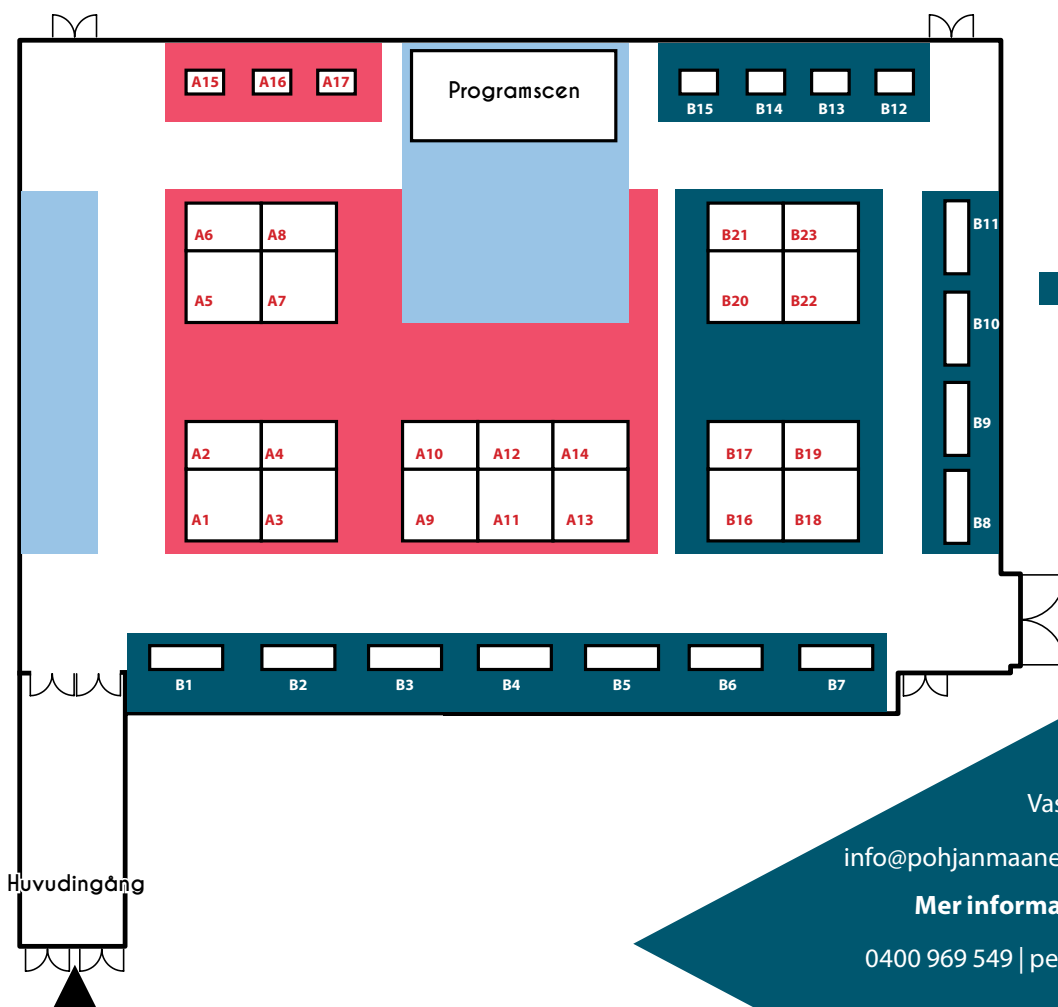 A15 A16 A17
Programscen
B15 B14 B13 B12
A6 A8
A5 A7
B21 B23
B20 B22
B11
B10
B9
B8
A2 A4
A1 A3
A10 A12 A14
A9 A11 A13
B17 B19
B16 B18
B1 B2 B3 B4 B5 B6 B7
Huvudingång
Vas
info@pohjanmaane
Mer informa
0400 969 549 | pe